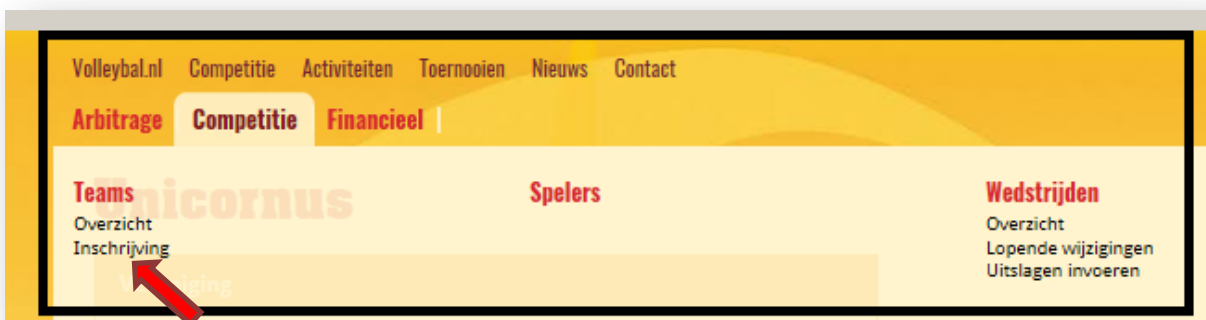 Volleybal.nl Competitie Activiteiten Toernooien Nieuws Contact
Arbitrage Competitie Financieel
Teams Spelers Wedstrijden
Unicornus
Overzicht Overzicht
Inschrijving Lopende wijzigingen
Uitslagen invoeren